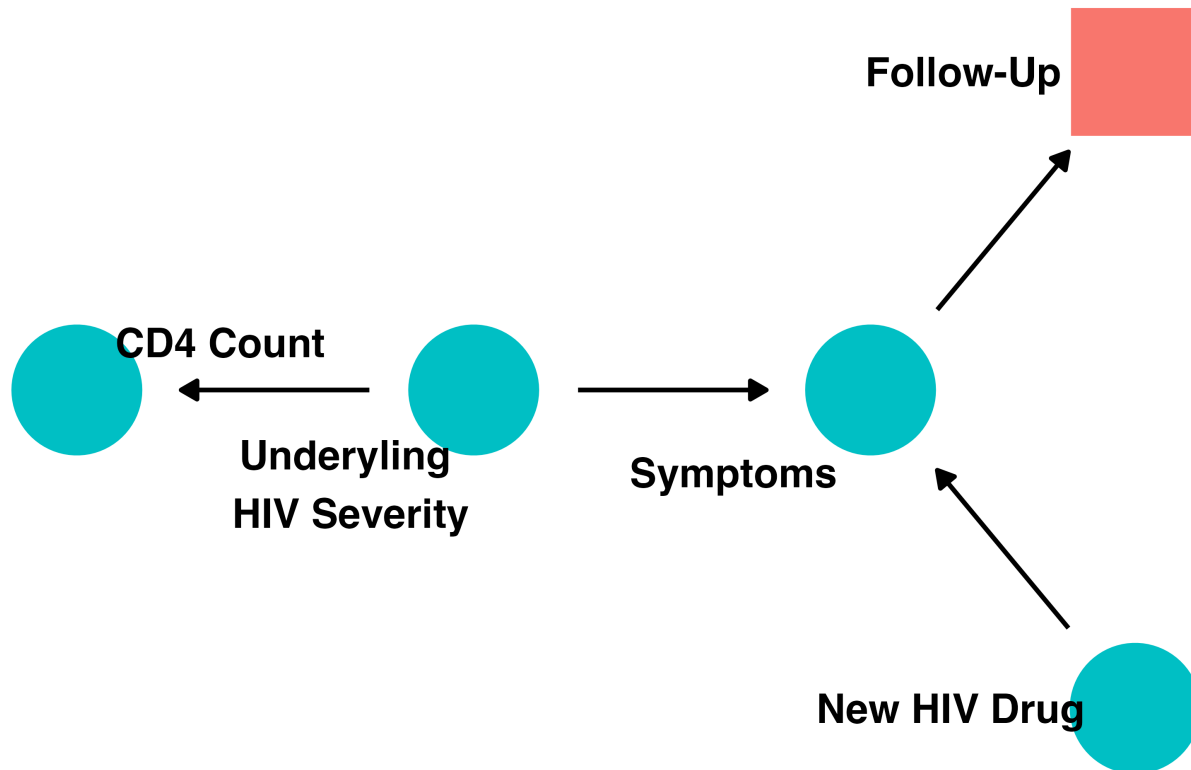 Follow-Up
CD4 Count
Underyling
HIV Severity
Symptoms
New HIV Drug